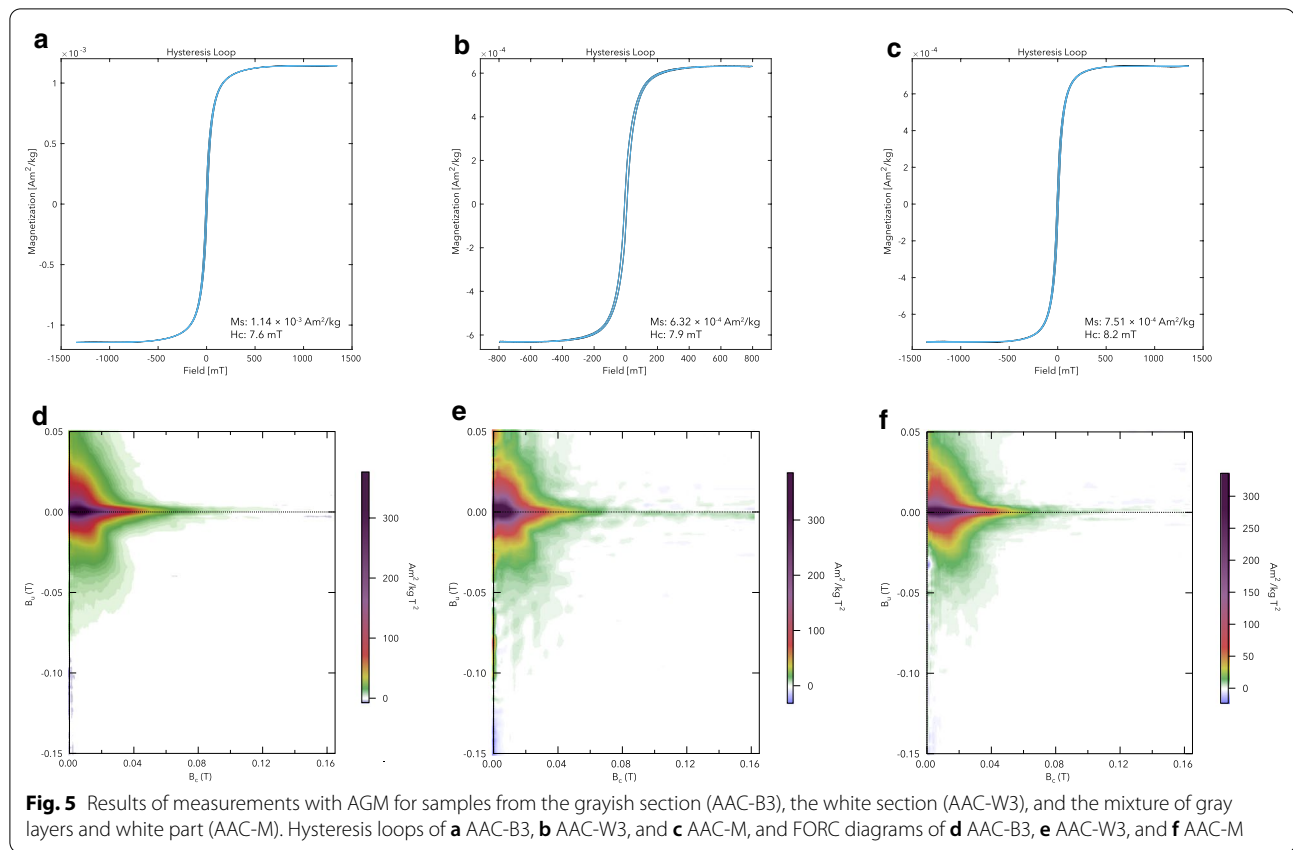 a
b
c
Hysteresis Loop
Hysteresis Loop
Hysteresis Loop
×10⁻³
×10⁻⁴
×10⁻⁴
Magnetization [Am²/kg]
1
0.5
0
-0.5
-1
-1500 -1000 -500 0 500 1000 1500
Field [mT]
Ms: 1.14 × 10⁻³ Am²/kg
Hc: 7.6 mT
Magnetization [Am²/kg]
6
4
2
0
-2
-4
-6
-800 -600 -400 -200 0 200 400 600 800
Field [mT]
Ms: 6.32 × 10⁻⁴ Am²/kg
Hc: 7.9 mT
Magnetization [Am²/kg]
6
4
2
0
-2
-4
-6
-1500 -1000 -500 0 500 1000 1500
Field [mT]
Ms: 7.51 × 10⁻⁴ Am²/kg
Hc: 8.2 mT
d
0.05
0.00
-0.05
-0.10
-0.15
0.00 0.04 0.08 0.12 0.16
B_c (T)
B_u (T)
300
200
100
0
Am²/kg T²
e
0.05
0.00
-0.05
-0.10
-0.15
0.00 0.04 0.08 0.12 0.16
B_c (T)
B_u (T)
300
200
100
0
Am²/kg T²
f
0.05
0.00
-0.05
-0.10
-0.15
0.00 0.04 0.08 0.12 0.16
B_c (T)
B_u (T)
300
250
200
150
100
50
0
Am²/kg T²
Fig. 5 Results of measurements with AGM for samples from the grayish section (AAC-B3), the white section (AAC-W3), and the mixture of gray
layers and white part (AAC-M). Hysteresis loops of a AAC-B3, b AAC-W3, and c AAC-M, and FORC diagrams of d AAC-B3, e AAC-W3, and f AAC-M